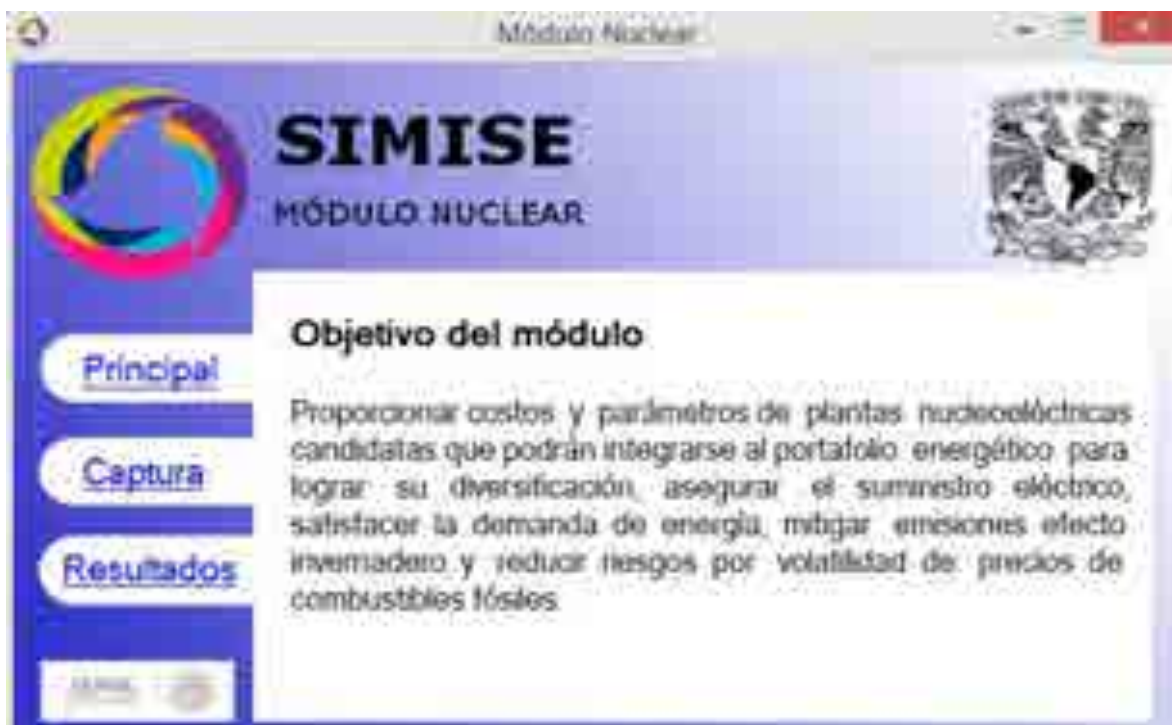 Módulo Nuclear
SIMISE
MÓDULO NUCLEAR
Objetivo del módulo
Principal
Captura
Resultados
Proporcionar costos y parámetros de plantas nucleoeléctricas
candidatas que podrán integrarse al portafolio energético para
lograr su diversificación, asegurar el suministro eléctrico,
satisfacer la demanda de energía, mitigar emisiones efecto
invernadero y reducir riesgos por volatilidad de precios de
combustibles fósiles